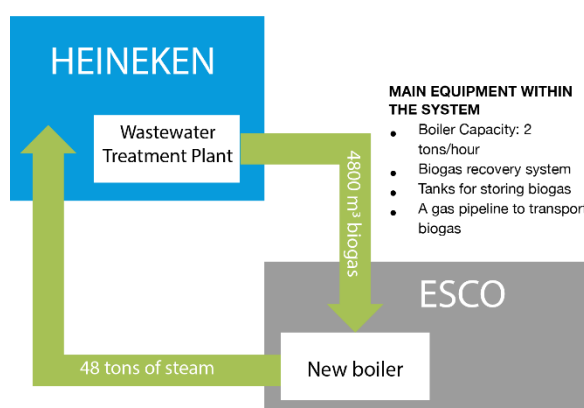 HEINEKEN
Wastewater
Treatment Plant
4800 m³ biogas
MAIN EQUIPMENT WITHIN
THE SYSTEM
• Boiler Capacity: 2
tons/hour
• Biogas recovery system
• Tanks for storing biogas
• A gas pipeline to transport
biogas
ESCO
New boiler
48 tons of steam